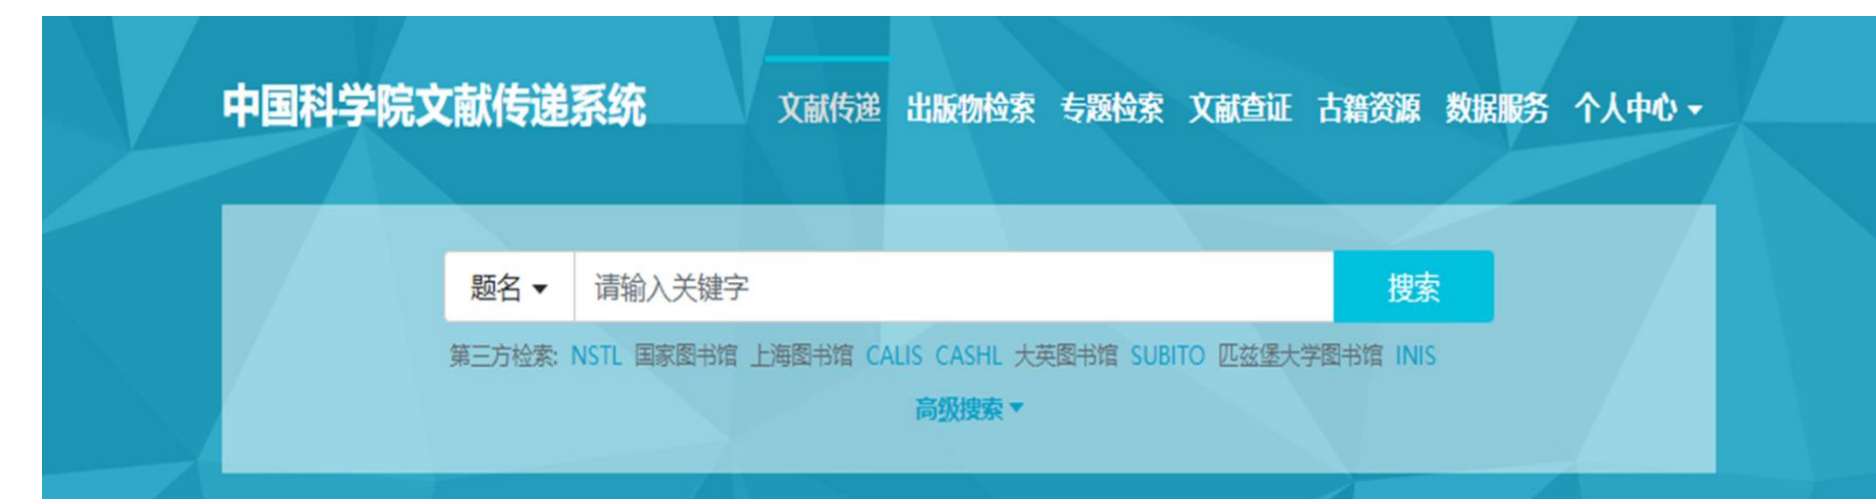 中国科学院文献传递系统
文献传递 出版物检索 专题检索 文献查证 古籍资源 数据服务 个人中心
题名 请输入关键字 搜索
第三方检索: NSTL 国家图书馆 上海图书馆 CALIS CASHL 大英图书馆 SUBITO 匹兹堡大学图书馆 INIS
高级搜索